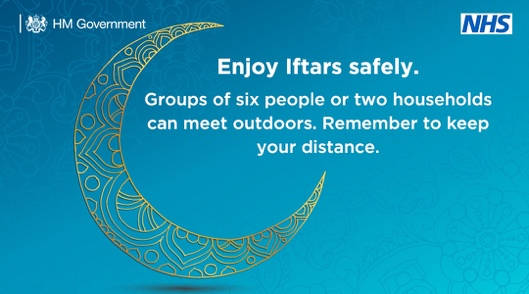 HM Government
NHS
Enjoy Iftars safely.
Groups of six people or two households
can meet outdoors. Remember to keep
your distance.